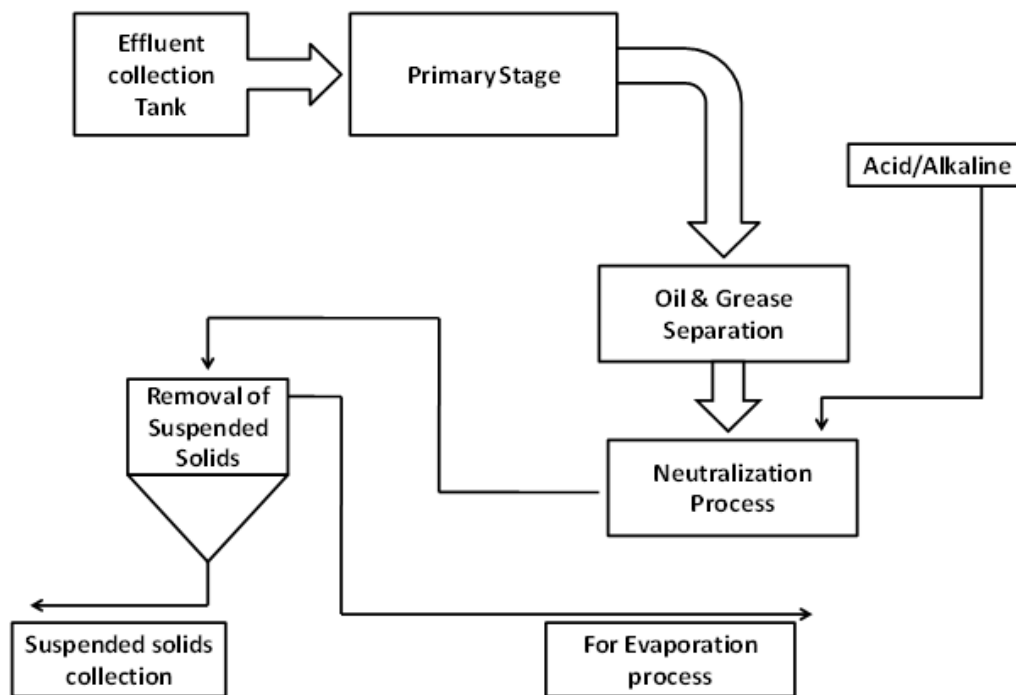 Effluent
collection
Tank
Primary Stage
Acid/Alkaline
Oil & Grease
Separation
Removal of
Suspended
Solids
Neutralization
Process
Suspended solids
collection
For Evaporation
process